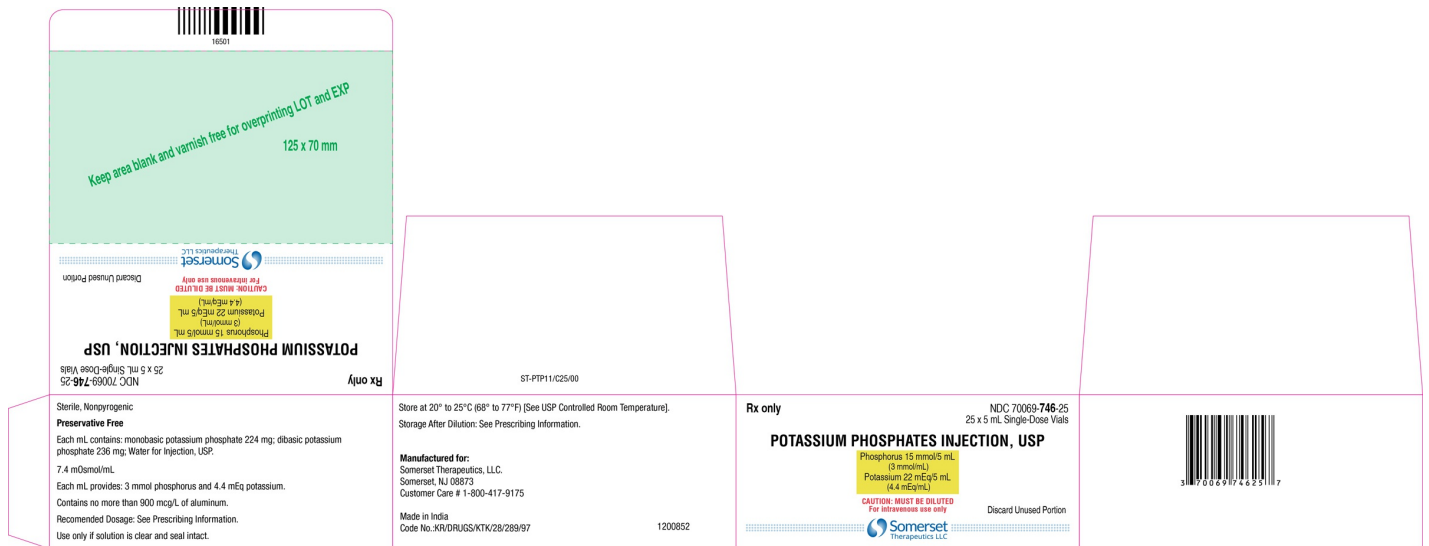 16501
Keep area blank and varnish free for overprinting LOT and EXP
125 x 70 mm
Rx only
NDC 70069-746-25
25 x 5 mL Single-Dose Vials
POTASSIUM PHOSPHATES INJECTION, USP
Phosphorus 15 mmol/5 mL
(3 mmol/mL)
Potassium 22 mEq/5 mL
(4.4 mEq/mL)
CAUTION: MUST BE DILUTED
For intravenous use only
Discard Unused Portion
Somerset
Therapeutics LLC
Sterile, Nonpyrogenic
Preservative Free
Each mL contains: monobasic potassium phosphate 224 mg; dibasic potassium
phosphate 236 mg; Water for Injection, USP.
7.4 mOsmol/mL
Each mL provides: 3 mmol phosphorus and 4.4 mEq potassium.
Contains no more than 900 mcg/L of aluminum.
Recomended Dosage: See Prescribing Information.
Use only if solution is clear and seal intact.
ST-PTP11/C25/00
Store at 20° to 25°C (68° to 77°F) [See USP Controlled Room Temperature].
Storage After Dilution: See Prescribing Information.
Manufactured for:
Somerset Therapeutics, LLC.
Somerset, NJ 08873
Customer Care # 1-800-417-9175
Made in India
Code No.:KR/DRUGS/KTK/28/289/97
1200852
Rx only
NDC 70069-746-25
25 x 5 mL Single-Dose Vials
POTASSIUM PHOSPHATES INJECTION, USP
Phosphorus 15 mmol/5 mL
(3 mmol/mL)
Potassium 22 mEq/5 mL
(4.4 mEq/mL)
CAUTION: MUST BE DILUTED
For intravenous use only
Discard Unused Portion
Somerset
Therapeutics LLC
3 70069 74625 7